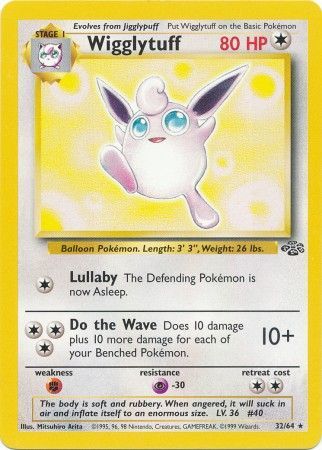 Evolves from Jigglypuff Put Wigglytuff on the Basic Pokémon
STAGE 1
Wigglytuff 80 HP
Balloon Pokémon. Length: 3' 3", Weight: 26 lbs.
Lullaby The Defending Pokémon is
now Asleep.
Do the Wave Does 10 damage
plus 10 more damage for each of
your Benched Pokémon.
10+
weakness resistance retreat cost
-30
The body is soft and rubbery. When angered, it will suck in
air and inflate itself to an enormous size. LV. 36 #40
Illus. Mitsuhiro Arita ©1995, 96, 98 Nintendo, Creatures, GAMEFREAK. ©1999 Wizards. 32/64 ★